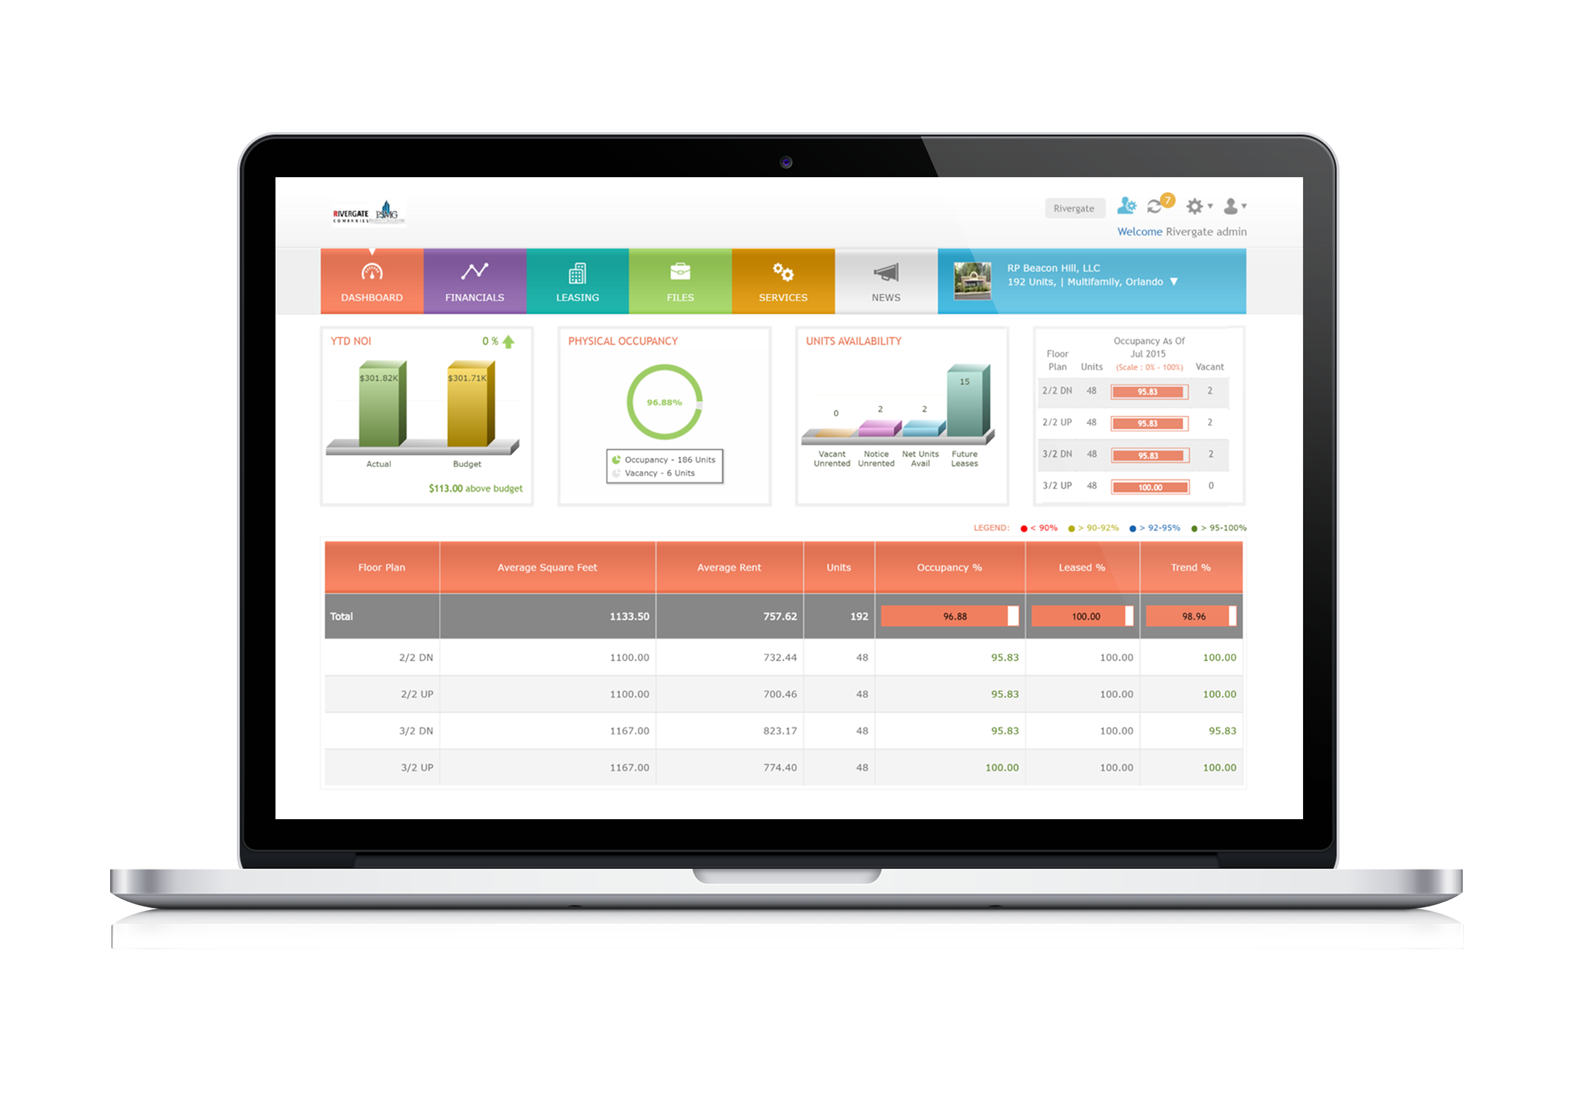 RIVERGATE
COMPANIES
Rivergate
7
Welcome Rivergate admin
DASHBOARD
FINANCIALS
LEASING
FILES
SERVICES
NEWS
RP Beacon Hill, LLC
192 Units, | Multifamily, Orlando ▼
YTD NOI
0 %
$301.82K
$301.71K
Actual
Budget
$113.00 above budget
PHYSICAL OCCUPANCY
96.88%
Occupancy - 186 Units
Vacancy - 6 Units
UNITS AVAILABILITY
0
2
2
15
Vacant Unrented
Notice Unrented
Net Units Avail
Future Leases
Floor Plan
Units
Occupancy As Of
Jul 2015
(Scale : 0% - 100%)
Vacant
2/2 DN 48 95.83 2
2/2 UP 48 95.83 2
3/2 DN 48 95.83 2
3/2 UP 48 100.00 0
LEGEND: < 90% > 90-92% > 92-95% > 95-100%
Floor Plan Average Square Feet Average Rent Units Occupancy % Leased % Trend %
Total 1133.50 757.62 192 96.88 100.00 98.96
2/2 DN 1100.00 732.44 48 95.83 100.00 100.00
2/2 UP 1100.00 700.46 48 95.83 100.00 100.00
3/2 DN 1167.00 823.17 48 95.83 100.00 95.83
3/2 UP 1167.00 774.40 48 100.00 100.00 100.00